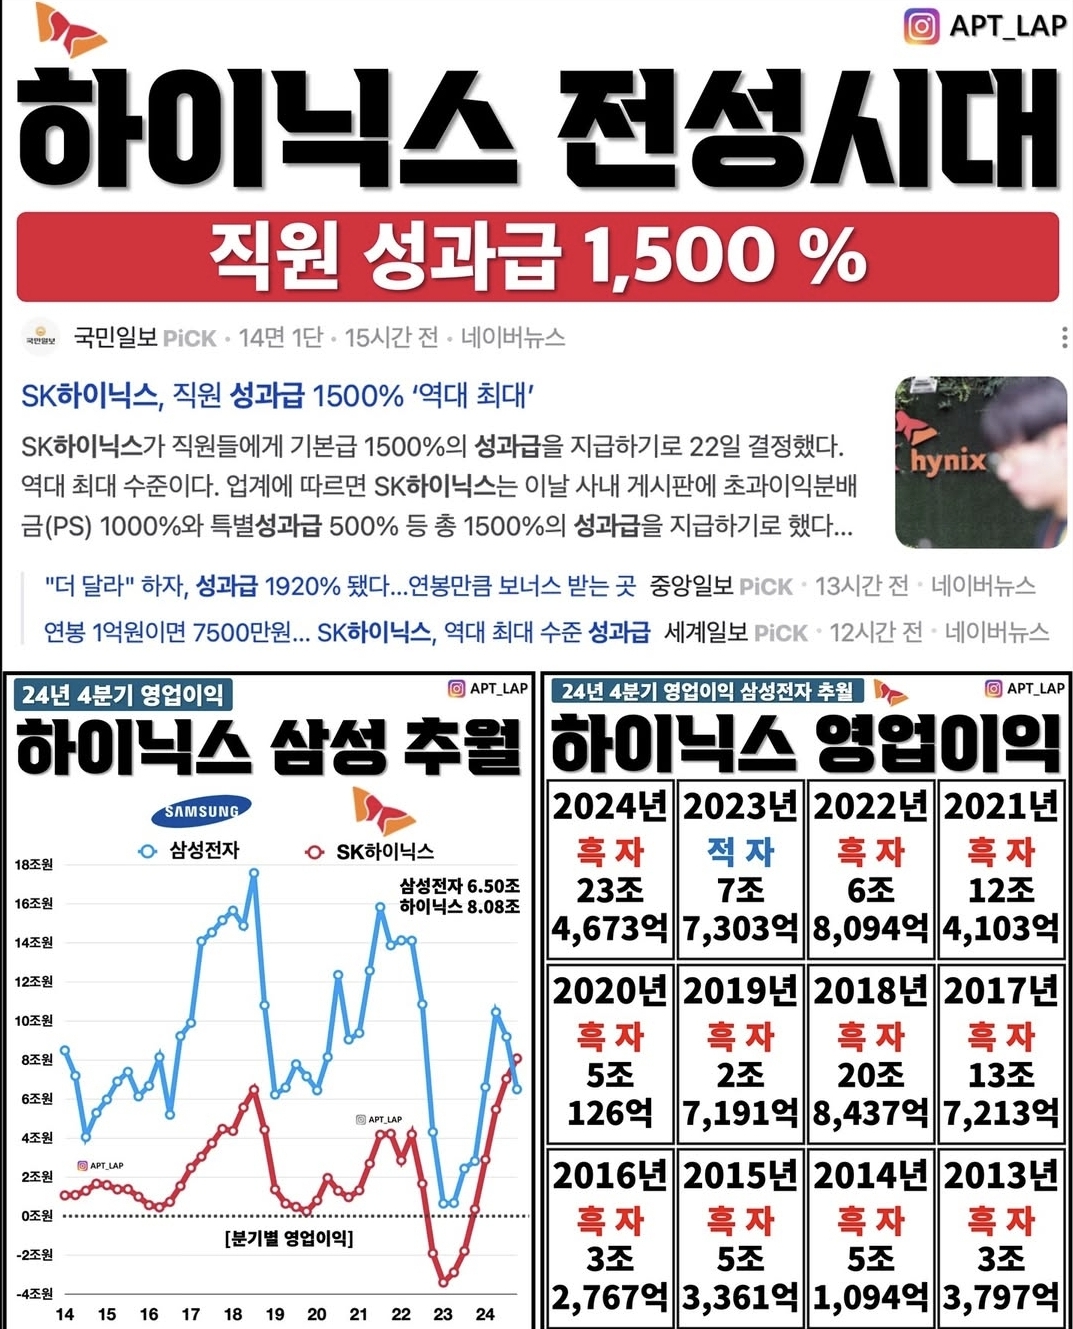 APT_LAP
하이닉스 전성시대
직원 성과급 1,500 %
국민일보 국민일보 PiCK · 14면 1단 · 15시간 전 · 네이버뉴스
SK하이닉스, 직원 성과급 1500% ‘역대 최대’
SK하이닉스가 직원들에게 기본급 1500%의 성과급을 지급하기로 22일 결정했다.
역대 최대 수준이다. 업계에 따르면 SK하이닉스는 이날 사내 게시판에 초과이익분배
금(PS) 1000%와 특별성과급 500% 등 총 1500%의 성과급을 지급하기로 했다...
hynix
"더 달라" 하자, 성과급 1920% 됐다...연봉만큼 보너스 받는 곳 중앙일보 PiCK · 13시간 전 · 네이버뉴스
연봉 1억원이면 7500만원... SK하이닉스, 역대 최대 수준 성과급 세계일보 PiCK · 12시간 전 · 네이버뉴스
24년 4분기 영업이익
APT_LAP
하이닉스 삼성 추월
SAMSUNG
삼성전자 SK하이닉스
삼성전자 6.50조
하이닉스 8.08조
18조원
16조원
14조원
12조원
10조원
8조원
6조원
4조원
2조원
0조원
-2조원
-4조원
APT_LAP
APT_LAP
[분기별 영업이익]
14 15 16 17 18 19 20 21 22 23 24
24년 4분기 영업이익 삼성전자 추월
APT_LAP
하이닉스 영업이익
2024년 2023년 2022년 2021년
흑 자 적 자 흑 자 흑 자
23조 7조 6조 12조
4,673억 7,303억 8,094억 4,103억
2020년 2019년 2018년 2017년
흑 자 흑 자 흑 자 흑 자
5조 2조 20조 13조
126억 7,191억 8,437억 7,213억
2016년 2015년 2014년 2013년
흑 자 흑 자 흑 자 흑 자
3조 5조 5조 3조
2,767억 3,361억 1,094억 3,797억